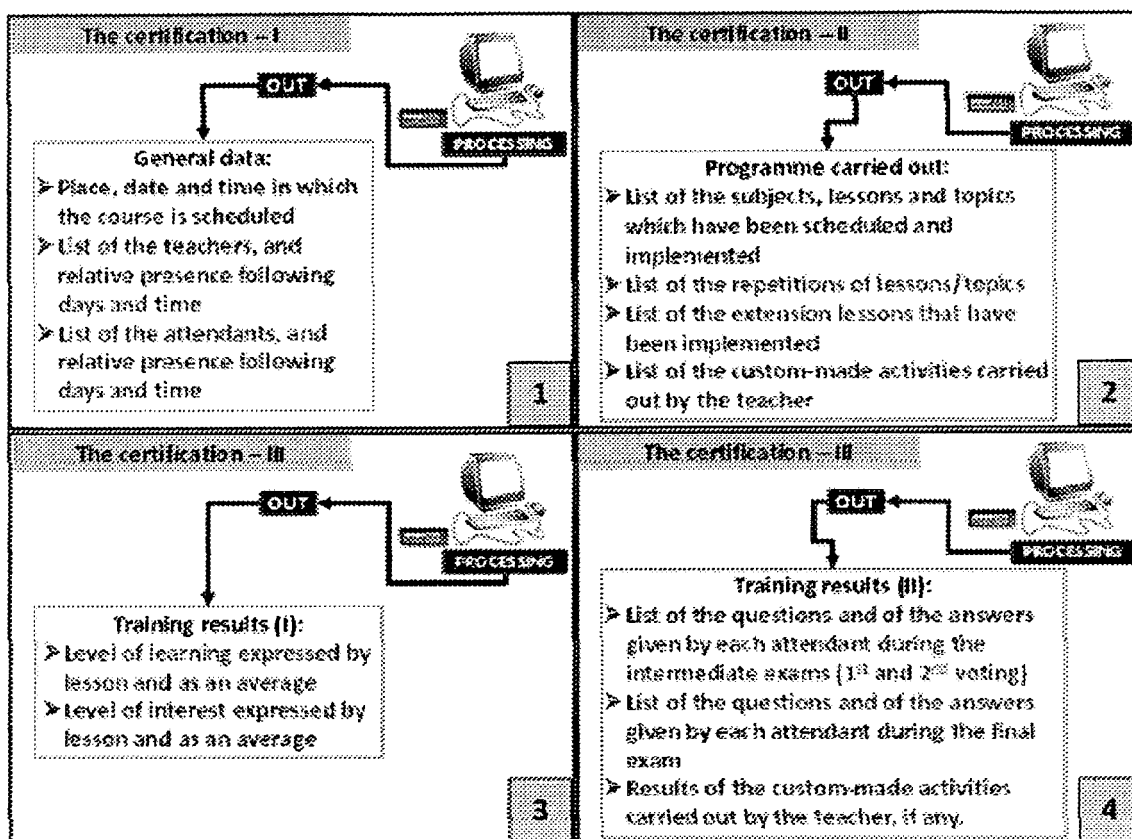 The certification – I
OUT
PROCESSING
General data:
➢ Place, date and time in which
the course is scheduled
➢ List of the teachers, and
relative presence following
days and time
➢ List of the attendants, and
relative presence following
days and time
1
The certification – II
OUT
PROCESSING
Programme carried out:
➢ List of the subjects, lessons and topics
which have been scheduled and
implemented
➢ List of the repetitions of lessons/topics
➢ List of the extension lessons that have
been implemented
➢ List of the custom-made activities carried
out by the teacher
2
The certification – III
OUT
PROCESSING
Training results (I):
➢ Level of learning expressed by
lesson and as an average
➢ Level of interest expressed by
lesson and as an average
3
The certification – III
OUT
PROCESSING
Training results (II):
➢ List of the questions and of the answers
given by each attendant during the
intermediate exams (1st and 2nd voting)
➢ List of the questions and of the answers
given by each attendant during the final
exam
➢ Results of the custom-made activities
carried out by the teacher, if any.
4